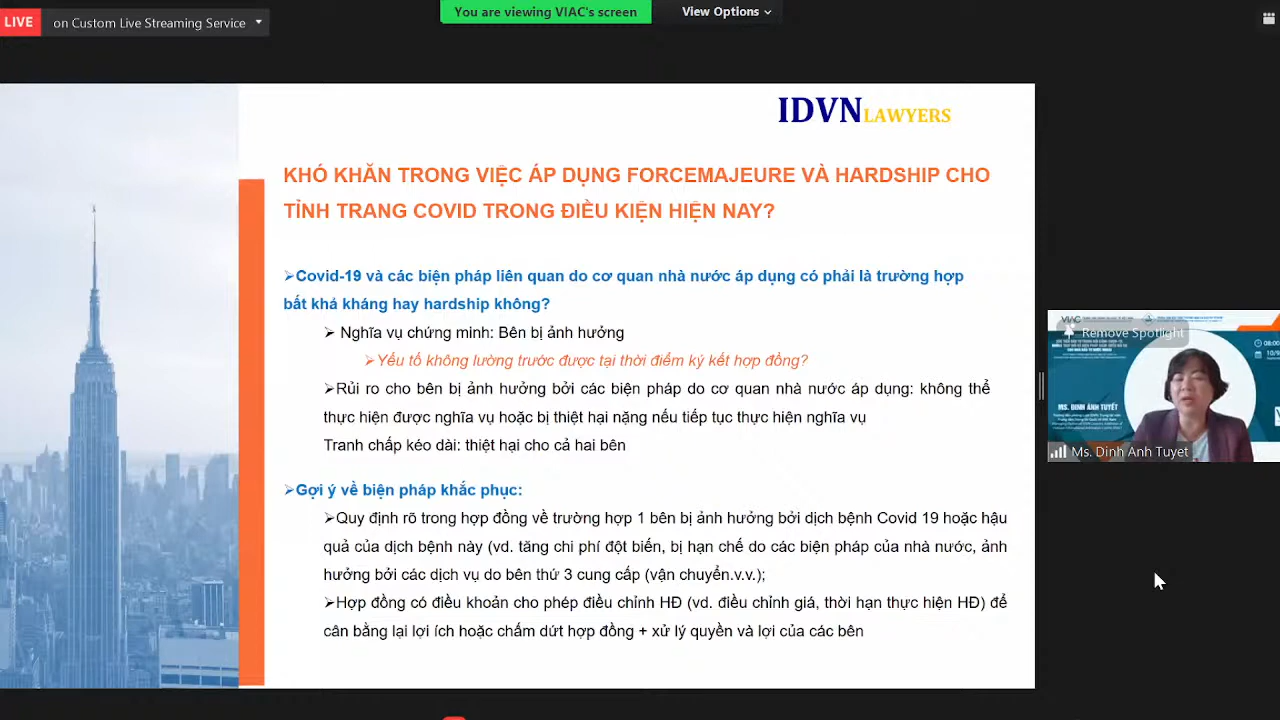 LIVE on Custom Live Streaming Service
You are viewing VIAC's screen View Options
IDVN LAWYERS
KHÓ KHĂN TRONG VIỆC ÁP DỤNG FORCEMAJEURE VÀ HARDSHIP CHO
TỈNH TRANG COVID TRONG ĐIỀU KIỆN HIỆN NAY?
➢Covid-19 và các biện pháp liên quan do cơ quan nhà nước áp dụng có phải là trường hợp
bất khả kháng hay hardship không?
➢ Nghĩa vụ chứng minh: Bên bị ảnh hưởng
➢Yếu tố không lường trước được tại thời điểm ký kết hợp đồng?
➢Rủi ro cho bên bị ảnh hưởng bởi các biện pháp do cơ quan nhà nước áp dụng: không thể
thực hiện được nghĩa vụ hoặc bị thiệt hại nặng nếu tiếp tục thực hiện nghĩa vụ
Tranh chấp kéo dài: thiệt hại cho cả hai bên
➢Gợi ý về biện pháp khắc phục:
➢Quy định rõ trong hợp đồng về trường hợp 1 bên bị ảnh hưởng bởi dịch bệnh Covid 19 hoặc hậu
quả của dịch bệnh này (vd. tăng chi phí đột biến, bị hạn chế do các biện pháp của nhà nước, ảnh
hưởng bởi các dịch vụ do bên thứ 3 cung cấp (vận chuyển.v.v.);
➢Hợp đồng có điều khoản cho phép điều chỉnh HĐ (vd. điều chỉnh giá, thời hạn thực hiện HĐ) để
cân bằng lại lợi ích hoặc chấm dứt hợp đồng + xử lý quyền và lợi của các bên
VIAC
Remove Spotlight
MS. ĐINH ÁNH TUYẾT
Ms. Dinh Anh Tuyet